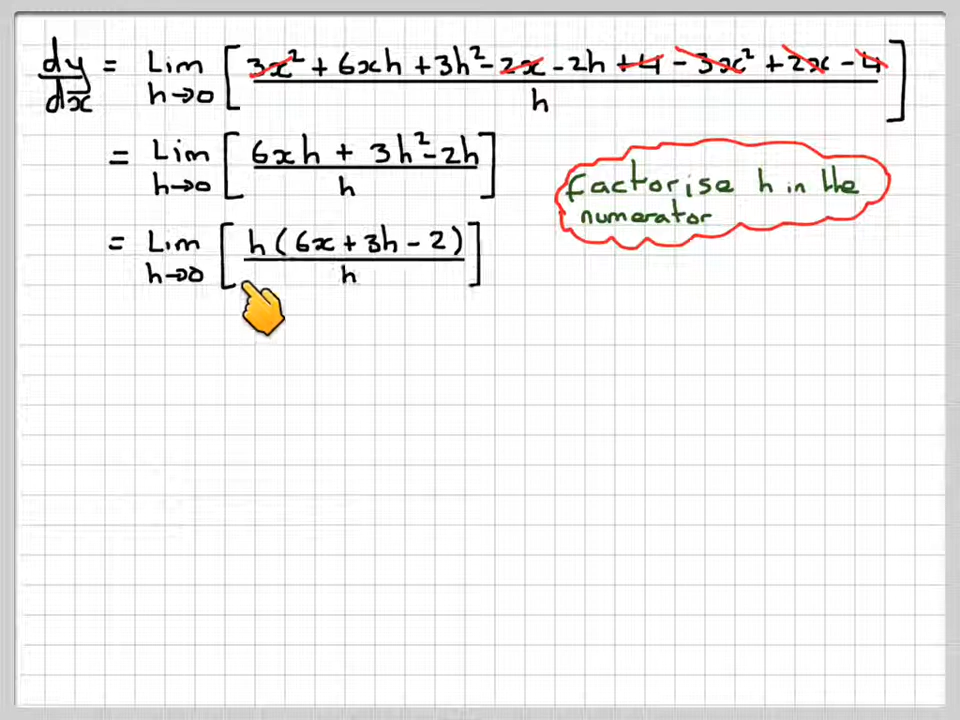 dy/dx = Lim h→0 [ (3x² + 6xh + 3h² - 2x - 2h + 4 - 3x² + 2x - 4) / h ]
= Lim h→0 [ (6xh + 3h² - 2h) / h ]
factorise h in the
numerator
= Lim h→0 [ h(6x + 3h - 2) / h ]